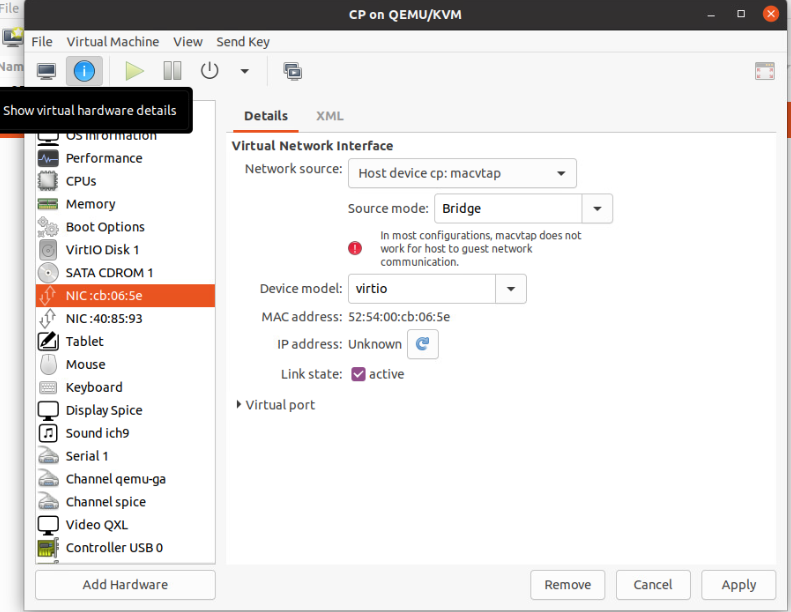 File
CP on QEMU/KVM
File Virtual Machine View Send Key
Nam
Show virtual hardware details
OS information
Performance
CPUs
Memory
Boot Options
VirtIO Disk 1
SATA CDROM 1
NIC :cb:06:5e
NIC :40:85:93
Tablet
Mouse
Keyboard
Display Spice
Sound ich9
Serial 1
Channel qemu-ga
Channel spice
Video QXL
Controller USB 0
Add Hardware
Details XML
Virtual Network Interface
Network source: Host device cp: macvtap
Source mode: Bridge
In most configurations, macvtap does not
work for host to guest network
communication.
Device model: virtio
MAC address: 52:54:00:cb:06:5e
IP address: Unknown
Link state: active
Virtual port
Remove Cancel Apply